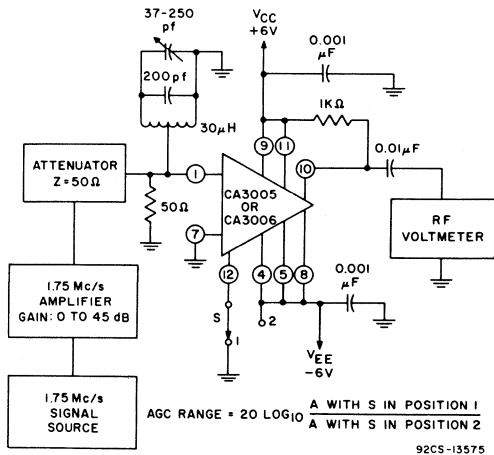 37-250
pf
200 pf
30μH
VCC
+6V
0.001
μF
1KΩ
0.01μF
9
11
10
1
CA3005
OR
CA3006
7
12
4
5
8
ATTENUATOR
Z=50Ω
50Ω
RF
VOLTMETER
1.75 Mc/s
AMPLIFIER
GAIN: 0 TO 45 dB
0.001
μF
S
1
2
VEE
-6V
1.75 Mc/s
SIGNAL
SOURCE
AGC RANGE = 20 LOG10 A WITH S IN POSITION 1
A WITH S IN POSITION 2
92CS-13575